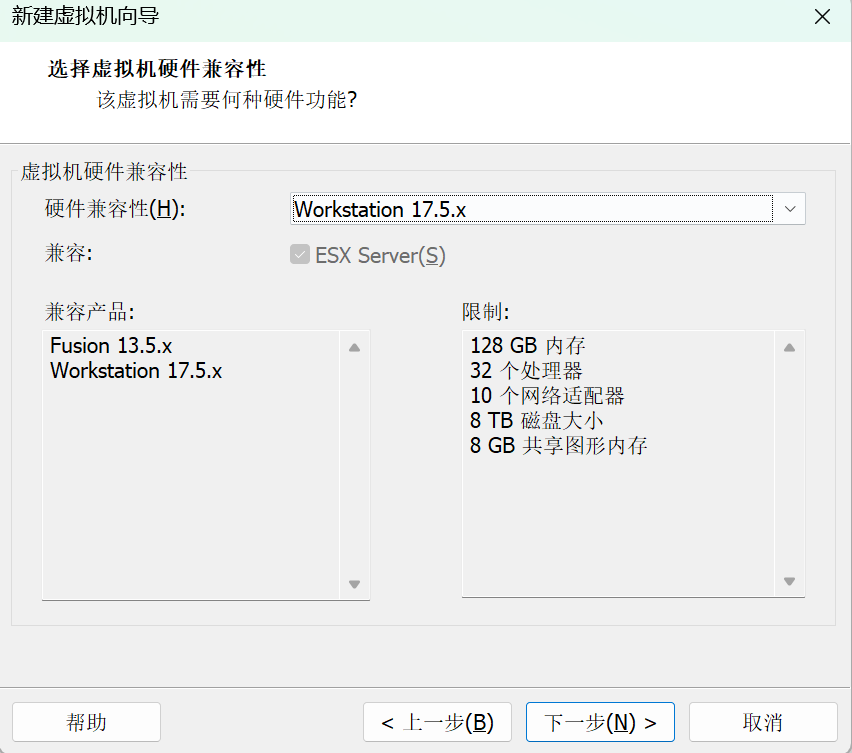 新建虚拟机向导
选择虚拟机硬件兼容性
该虚拟机需要何种硬件功能?
虚拟机硬件兼容性
硬件兼容性(H): Workstation 17.5.x
兼容: ESX Server(S)
兼容产品:
Fusion 13.5.x
Workstation 17.5.x
限制:
128 GB 内存
32 个处理器
10 个网络适配器
8 TB 磁盘大小
8 GB 共享图形内存
帮助 < 上一步(B) 下一步(N) > 取消